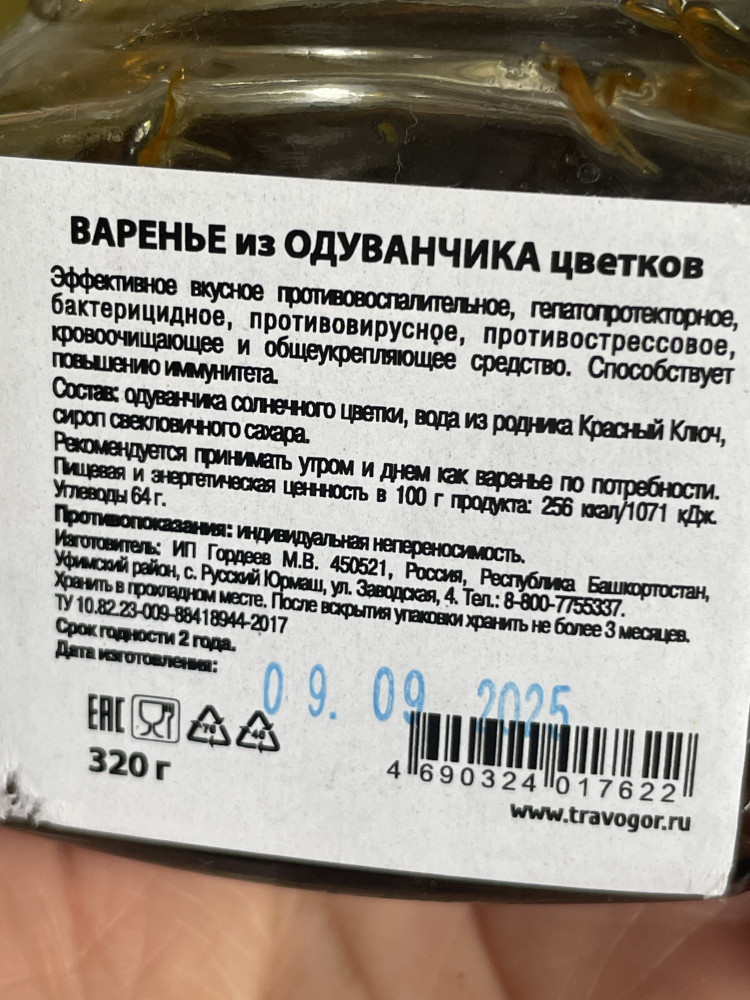 ВАРЕНЬЕ из ОДУВАНЧИКА цветков
Эффективное вкусное противовоспалительное, гепатопротекторное,
бактерицидное, противовирусное, противострессовое,
кровоочищающее и общеукрепляющее средство. Способствует
повышению иммунитета.
Состав: одуванчика солнечного цветки, вода из родника Красный Ключ,
сироп свекловичного сахара.
Рекомендуется принимать утром и днем как варенье по потребности.
Пищевая и энергетическая ценнность в 100 г продукта: 256 ккал/1071 кДж.
Углеводы 64 г.
Противопоказания: индивидуальная непереносимость.
Изготовитель: ИП Гордеев М.В. 450521, Россия, Республика Башкортостан,
Уфимский район, с. Русский Юрмаш, ул. Заводская, 4. Тел.: 8-800-7755337.
Хранить в прохладном месте. После вскрытия упаковки хранить не более 3 месяцев.
ТУ 10.82.23-009-88418944-2017
Срок годности 2 года.
Дата изготовления:
09. 09 2025
EAC
70
40
320 г
4 690324 017622
www.travogor.ru